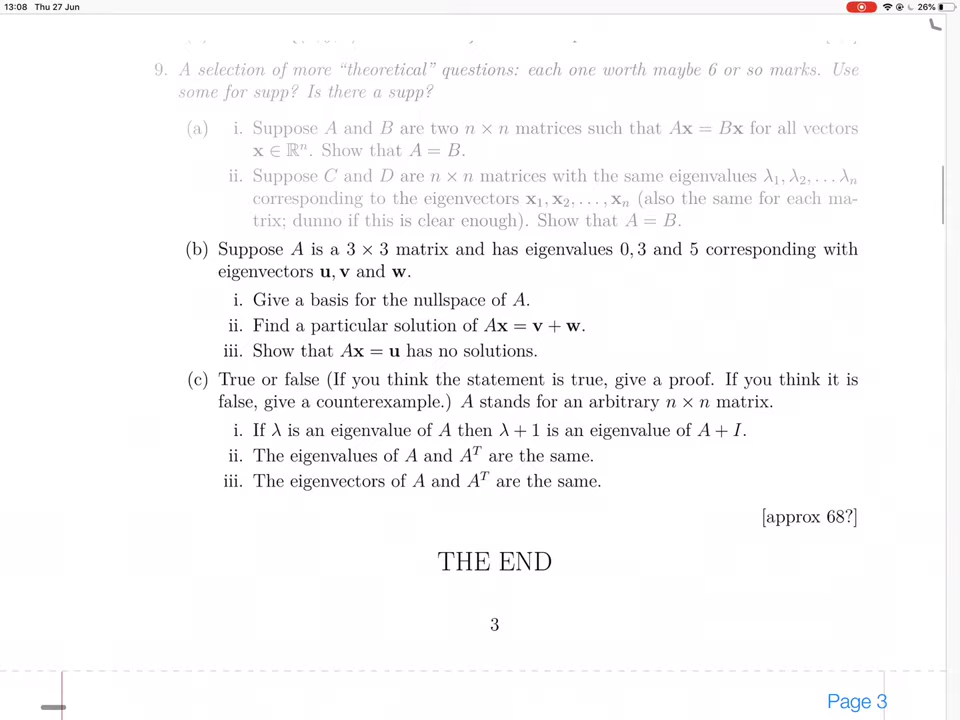 13:08 Thu 27 Jun 26%
9. A selection of more “theoretical” questions: each one worth maybe 6 or so marks. Use
some for supp? Is there a supp?
(a) i. Suppose A and B are two n × n matrices such that Ax = Bx for all vectors
x ∈ ℝⁿ. Show that A = B.
ii. Suppose C and D are n × n matrices with the same eigenvalues λ₁, λ₂, . . . λₙ
corresponding to the eigenvectors x₁, x₂, . . . , xₙ (also the same for each ma-
trix; dunno if this is clear enough). Show that A = B.
(b) Suppose A is a 3 × 3 matrix and has eigenvalues 0, 3 and 5 corresponding with
eigenvectors u, v and w.
i. Give a basis for the nullspace of A.
ii. Find a particular solution of Ax = v + w.
iii. Show that Ax = u has no solutions.
(c) True or false (If you think the statement is true, give a proof. If you think it is
false, give a counterexample.) A stands for an arbitrary n × n matrix.
i. If λ is an eigenvalue of A then λ + 1 is an eigenvalue of A + I.
ii. The eigenvalues of A and Aᵀ are the same.
iii. The eigenvectors of A and Aᵀ are the same.
[approx 68?]
THE END
3
Page 3